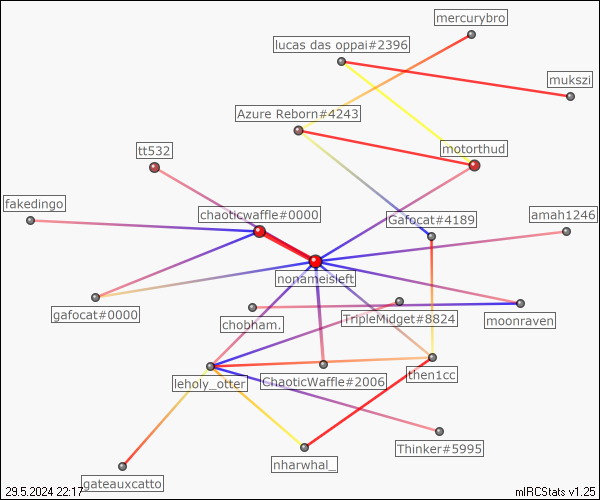 mercurybro
lucas das oppai#2396
mukszi
Azure Reborn#4243
tt532
motorthud
fakedingo
chaoticwaffle#0000
Gafocat#4189
amah1246
nonameisleft
gafocat#0000
chobham.
TripleMidget#8824
moonraven
leholy_otter
ChaoticWaffle#2006
then1cc
Thinker#5995
nharwhal_
gateauxcatto
29.5.2024 22:17
mIRCStats v1.25